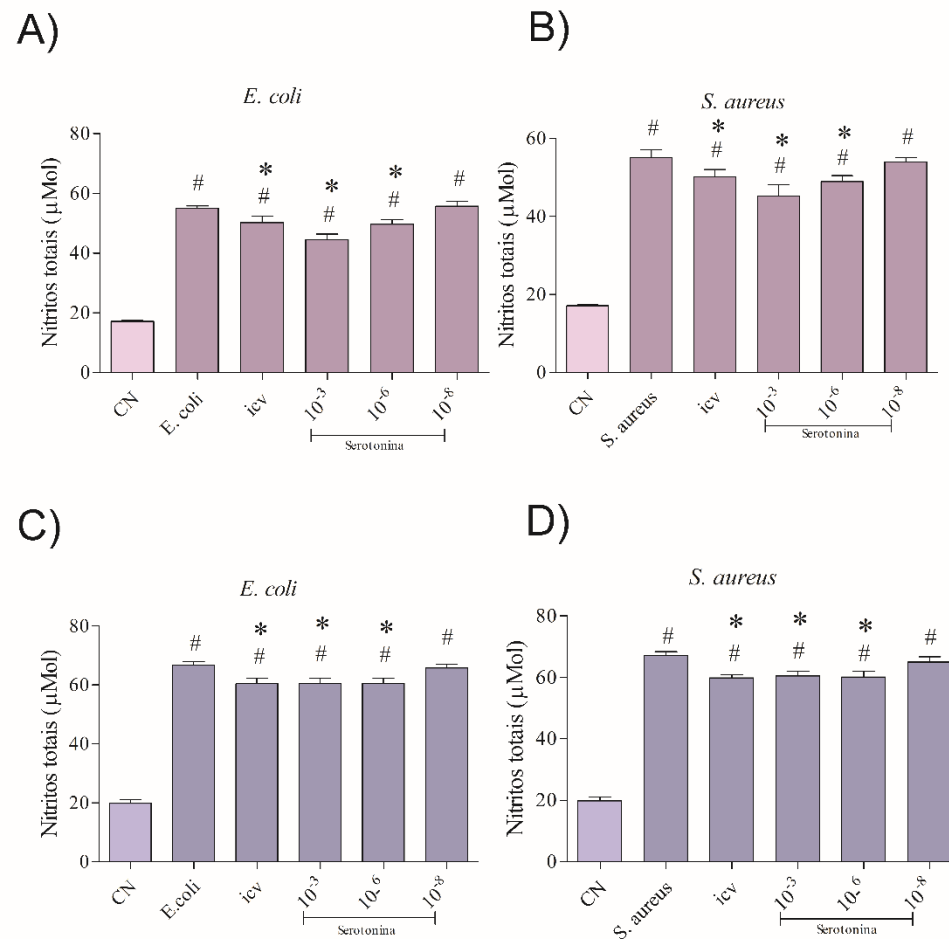 A)
E. coli
Nitritos totais (μMol)
80
60
40
20
0
#
*
#
*
#
*
#
#
CN
E. coli
icv
10⁻³
10⁻⁶
10⁻⁸
Serotonina
B)
S. aureus
Nitritos totais (μMol)
60
40
20
0
#
*
#
*
#
*
#
#
CN
S. aureus
icv
10⁻³
10⁻⁶
10⁻⁸
Serotonina
C)
E. coli
Nitritos totais (μMol)
80
60
40
20
0
#
*
#
*
#
*
#
#
CN
E.coli
icv
10⁻³
10-⁶
10⁻⁸
Serotonina
D)
S. aureus
Nitritos totais (μMol)
80
60
40
20
0
#
*
#
*
#
*
#
#
CN
S. aureus
icv
10⁻³
10-⁶
10⁻⁸
Serotonina